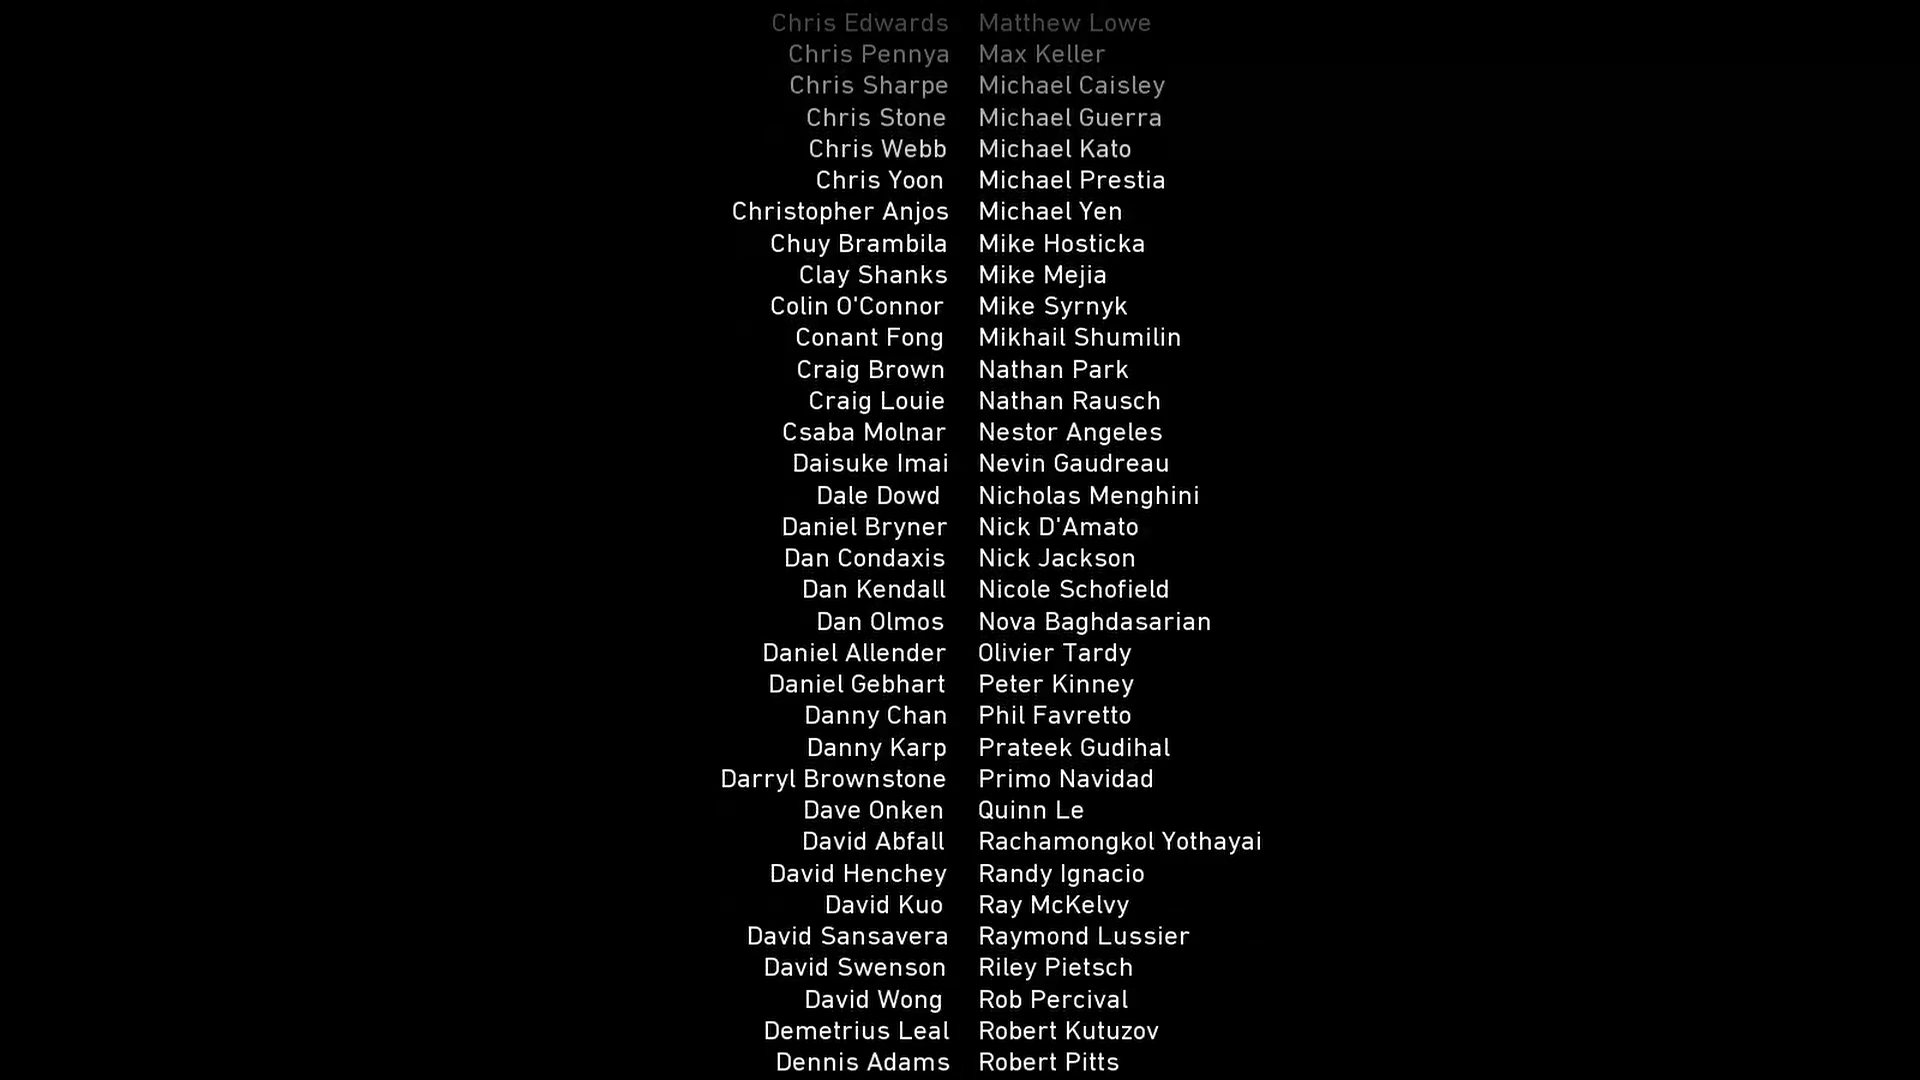 Chris Edwards Matthew Lowe
Chris Pennya Max Keller
Chris Sharpe Michael Caisley
Chris Stone Michael Guerra
Chris Webb Michael Kato
Chris Yoon Michael Prestia
Christopher Anjos Michael Yen
Chuy Brambila Mike Hosticka
Clay Shanks Mike Mejia
Colin O'Connor Mike Syrnyk
Conant Fong Mikhail Shumilin
Craig Brown Nathan Park
Craig Louie Nathan Rausch
Csaba Molnar Nestor Angeles
Daisuke Imai Nevin Gaudreau
Dale Dowd Nicholas Menghini
Daniel Bryner Nick D'Amato
Dan Condaxis Nick Jackson
Dan Kendall Nicole Schofield
Dan Olmos Nova Baghdasarian
Daniel Allender Olivier Tardy
Daniel Gebhart Peter Kinney
Danny Chan Phil Favretto
Danny Karp Prateek Gudihal
Darryl Brownstone Primo Navidad
Dave Onken Quinn Le
David Abfall Rachamongkol Yothayai
David Henchey Randy Ignacio
David Kuo Ray McKelvy
David Sansavera Raymond Lussier
David Swenson Riley Pietsch
David Wong Rob Percival
Demetrius Leal Robert Kutuzov
Dennis Adams Robert Pitts